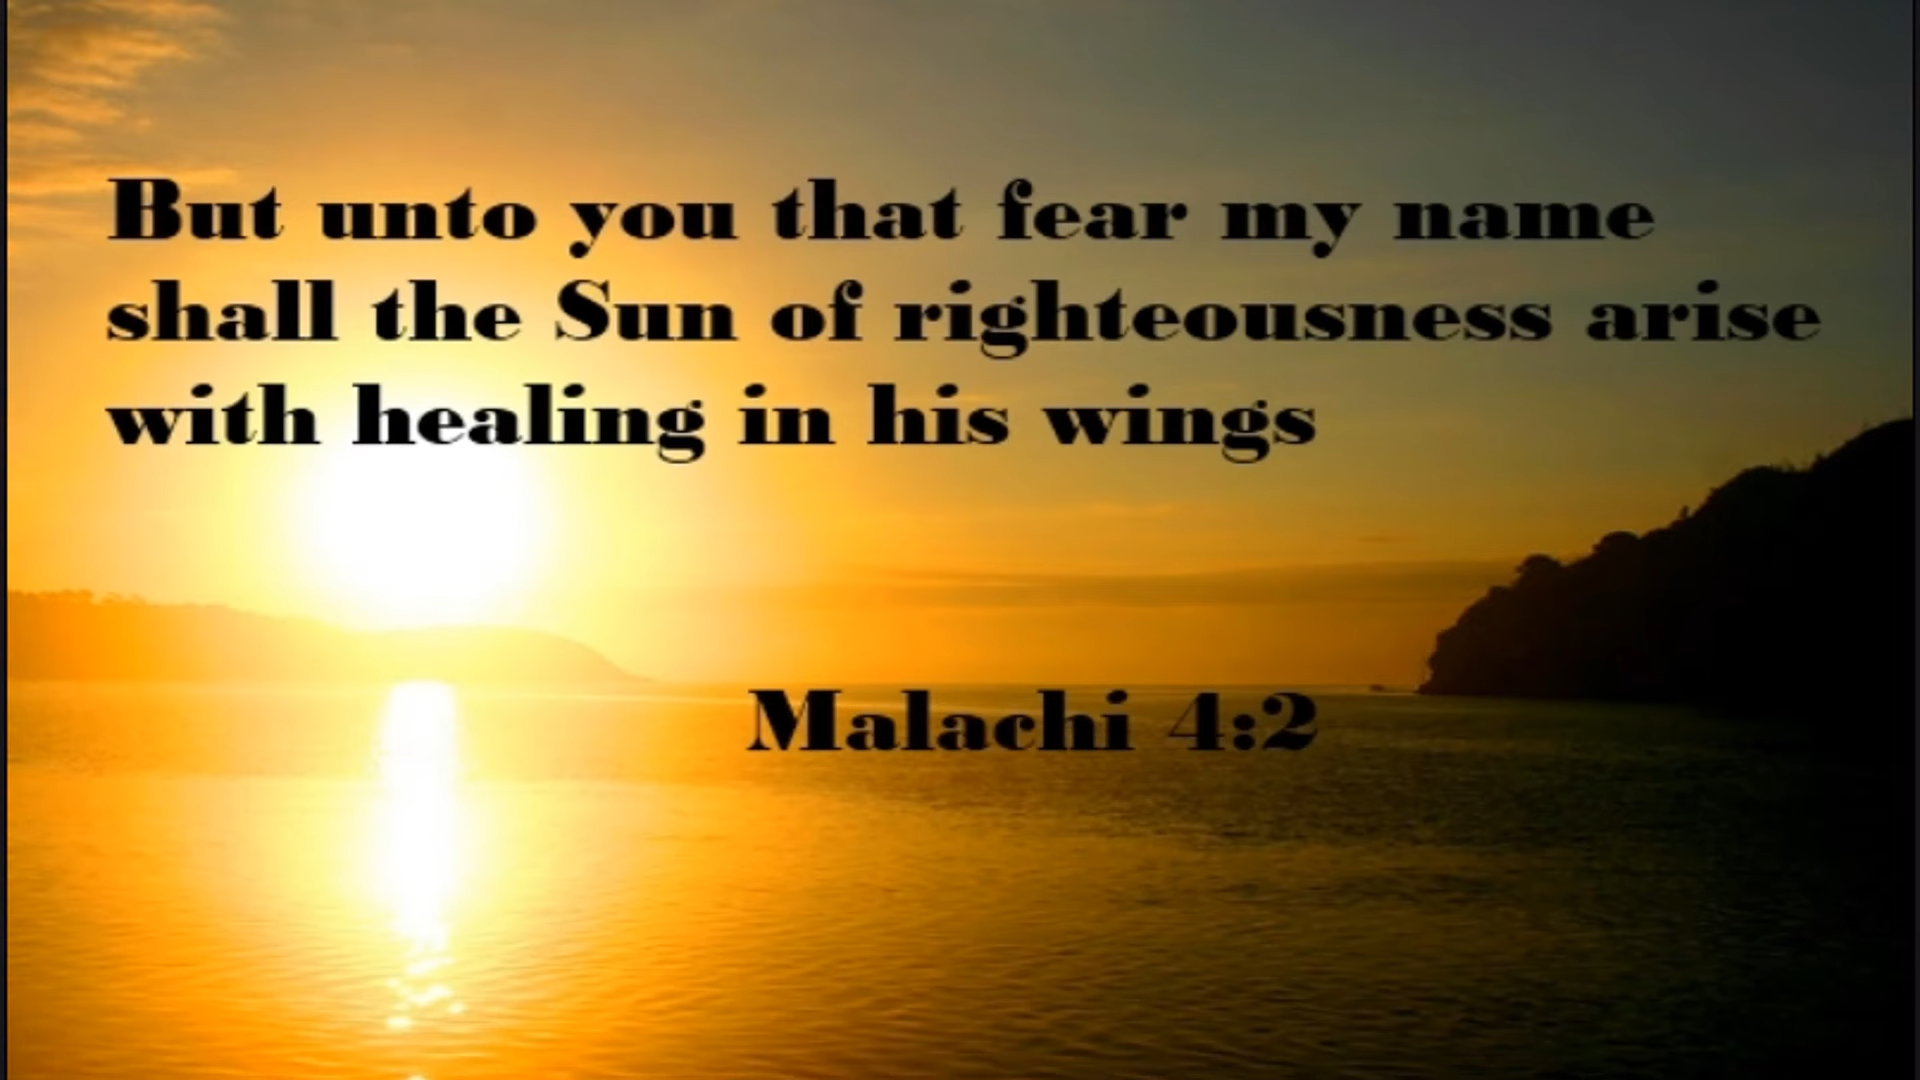 But unto you that fear my name
shall the Sun of righteousness arise
with healing in his wings
Malachi 4:2